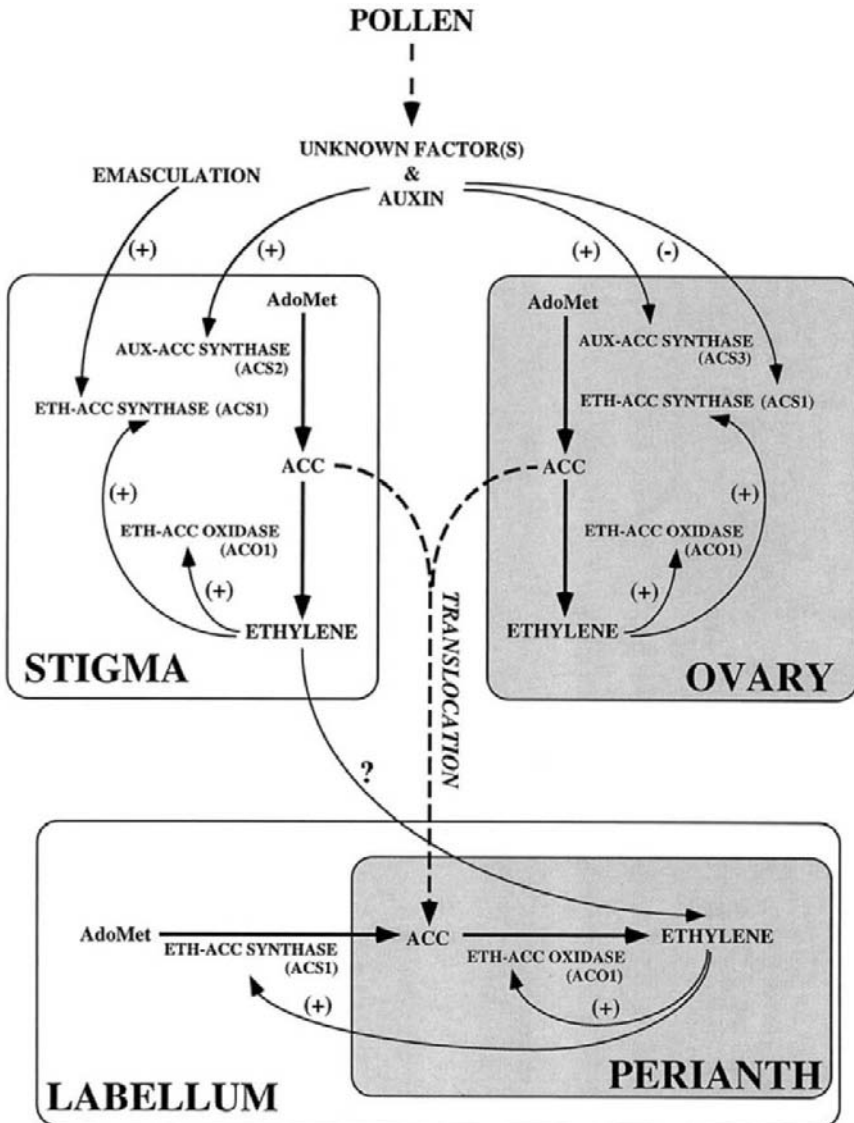 POLLEN
UNKNOWN FACTOR(S)
&
AUXIN
EMASCULATION
(+)
(+)
(+)
(-)
AdoMet
AUX-ACC SYNTHASE
(ACS2)
ETH-ACC SYNTHASE (ACS1)
ACC
(+)
ETH-ACC OXIDASE
(ACO1)
(+)
ETHYLENE
STIGMA
AdoMet
AUX-ACC SYNTHASE
(ACS3)
ETH-ACC SYNTHASE (ACS1)
ACC
(+)
ETH-ACC OXIDASE
(ACO1)
(+)
ETHYLENE
OVARY
TRANSLOCATION
?
AdoMet
ETH-ACC SYNTHASE
(ACS1)
ACC
ETH-ACC OXIDASE
(ACO1)
ETHYLENE
(+)
(+)
PERIANTH
LABELLUM